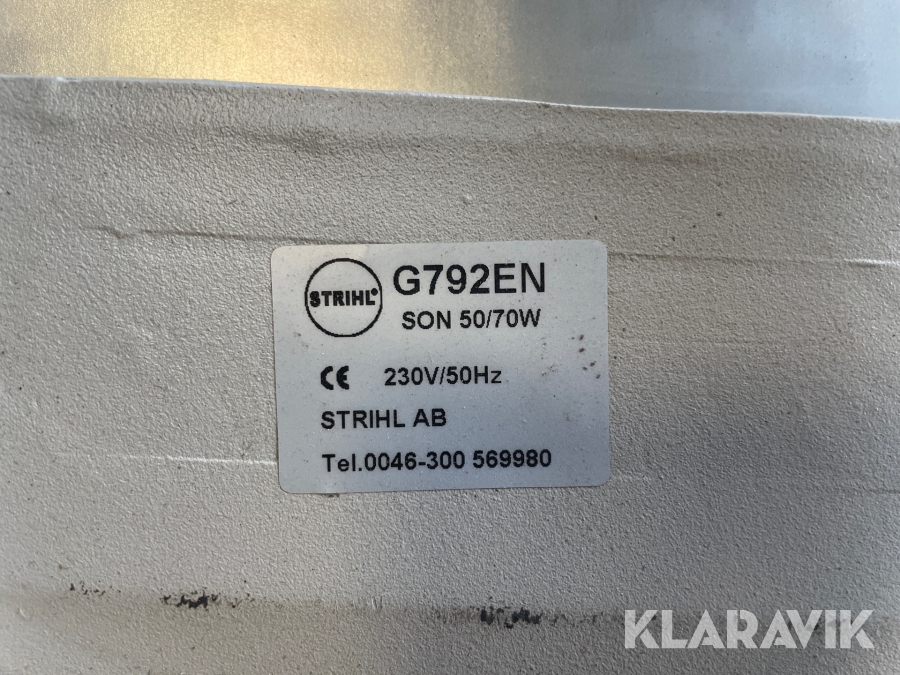 STRIHL®
G792EN
SON 50/70W
CE 230V/50Hz
STRIHL AB
Tel.0046-300 569980
KLARAVIK